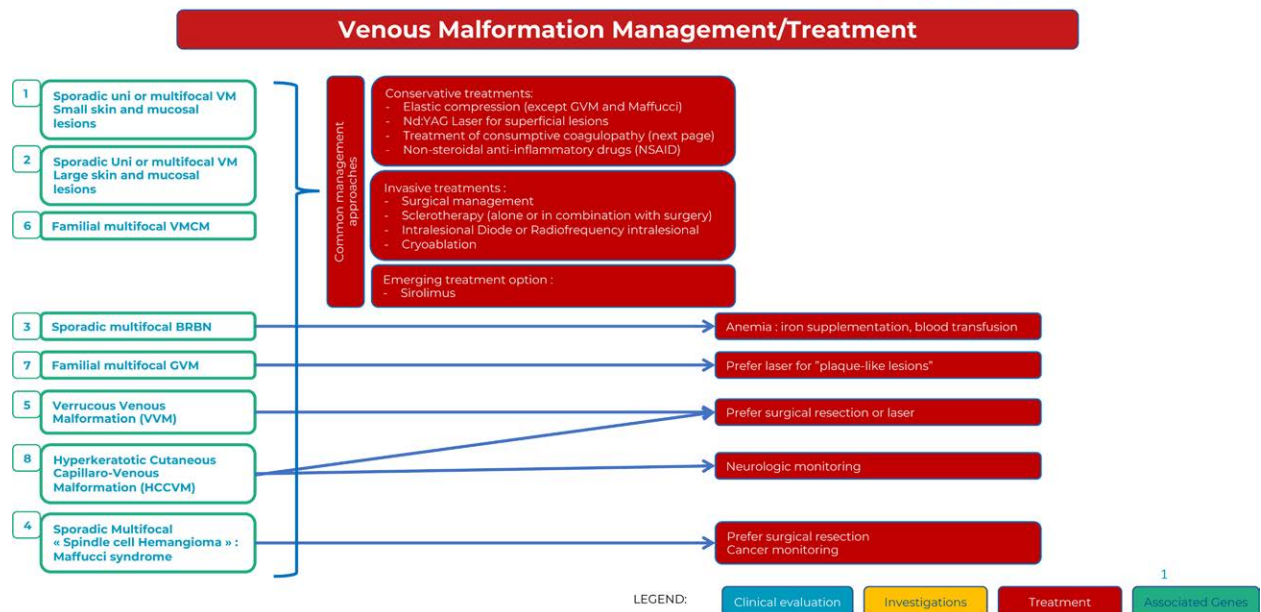 Venous Malformation Management/Treatment
1
Sporadic uni or multifocal VM
Small skin and mucosal
lesions
2
Sporadic Uni or multifocal VM
Large skin and mucosal
lesions
6
Familial multifocal VMCM
Common management
approaches
Conservative treatments:
- Elastic compression (except GVM and Maffucci)
- Nd:YAG Laser for superficial lesions
- Treatment of consumptive coagulopathy (next page)
- Non-steroidal anti-inflammatory drugs (NSAID)
Invasive treatments :
- Surgical management
- Sclerotherapy (alone or in combination with surgery)
- Intralesional Diode or Radiofrequency intralesional
- Cryoablation
Emerging treatment option :
- Sirolimus
3
Sporadic multifocal BRBN
Anemia : iron supplementation, blood transfusion
7
Familial multifocal GVM
Prefer laser for "plaque-like lesions"
5
Verrucous Venous
Malformation (VVM)
Prefer surgical resection or laser
8
Hyperkeratotic Cutaneous
Capillaro-Venous
Malformation (HCCVM)
Neurologic monitoring
4
Sporadic Multifocal
« Spindle cell Hemangioma » :
Maffucci syndrome
Prefer surgical resection
Cancer monitoring
1
LEGEND:
Clinical evaluation
Investigations
Treatment
Associated Genes